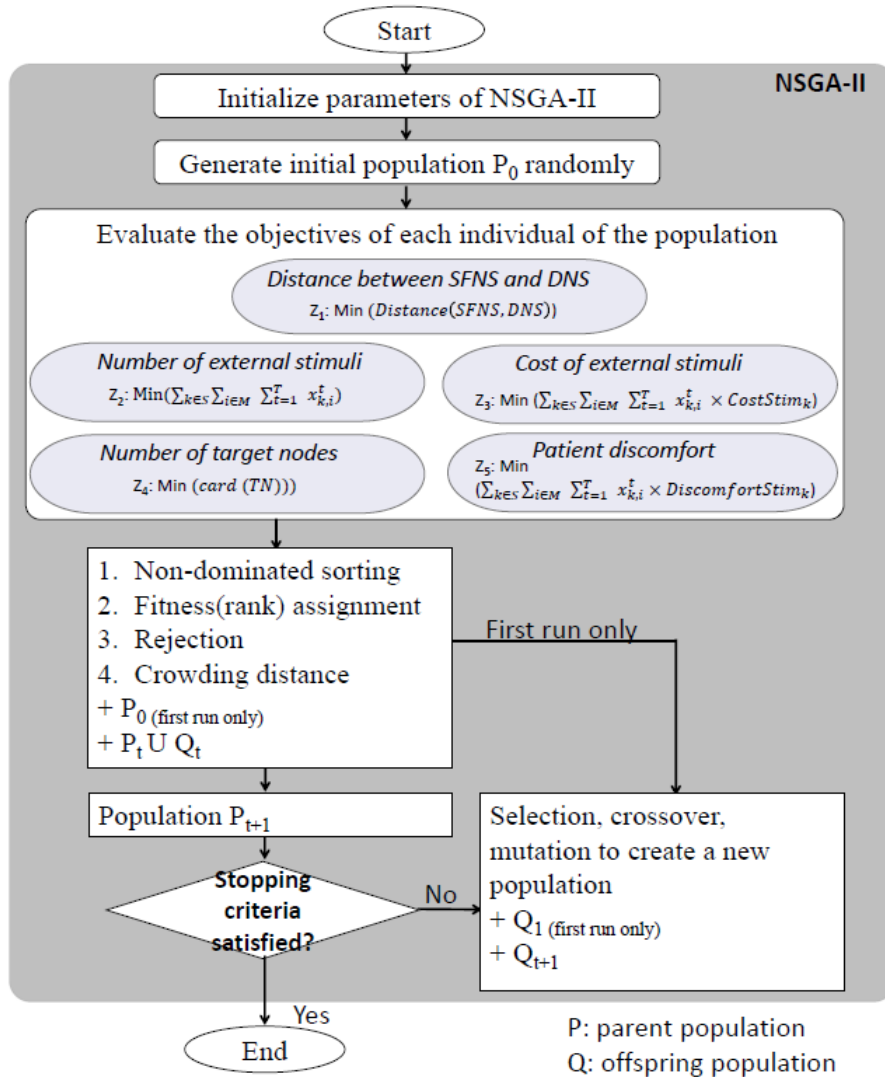 Start
NSGA-II
Initialize parameters of NSGA-II
Generate initial population P₀ randomly
Evaluate the objectives of each individual of the population
Distance between SFNS and DNS
Z₁: Min (Distance(SFNS, DNS))
Number of external stimuli
Z₂: Min(∑ₖ∈S ∑ᵢ∈M ∑ᵀₜ₌₁ xᵗₖ,ᵢ)
Cost of external stimuli
Z₃: Min (∑ₖ∈S ∑ᵢ∈M ∑ᵀₜ₌₁ xᵗₖ,ᵢ × CostStimₖ)
Number of target nodes
Z₄: Min (card (TN)))
Patient discomfort
Z₅: Min
(∑ₖ∈S ∑ᵢ∈M ∑ᵀₜ₌₁ xᵗₖ,ᵢ × DiscomfortStimₖ)
1. Non-dominated sorting
2. Fitness(rank) assignment
3. Rejection
4. Crowding distance
+ P₀ (first run only)
+ Pₜ U Qₜ
First run only
Population Pₜ₊₁
Selection, crossover,
mutation to create a new
population
+ Q₁ (first run only)
+ Qₜ₊₁
Stopping
criteria
satisfied?
No
Yes
End
P: parent population
Q: offspring population